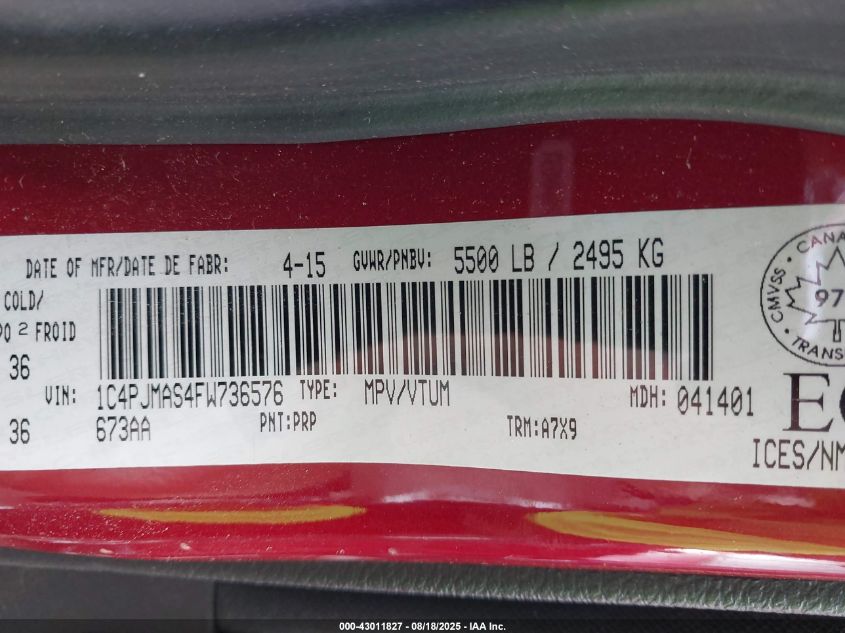 DATE OF MFR/DATE DE FABR: 4-15 GVWR/PNBV: 5500 LB / 2495 KG
COLD/
2 FROID
36
VIN: 1C4PJMAS4FW736576 TYPE: MPV/VTUM MDH: 041401
36 673AA PNT:PRP TRM:A7X9
CANA
CMVSS
97
TRANS
ICES/NM
000-43011827 - 08/18/2025 - IAA Inc.